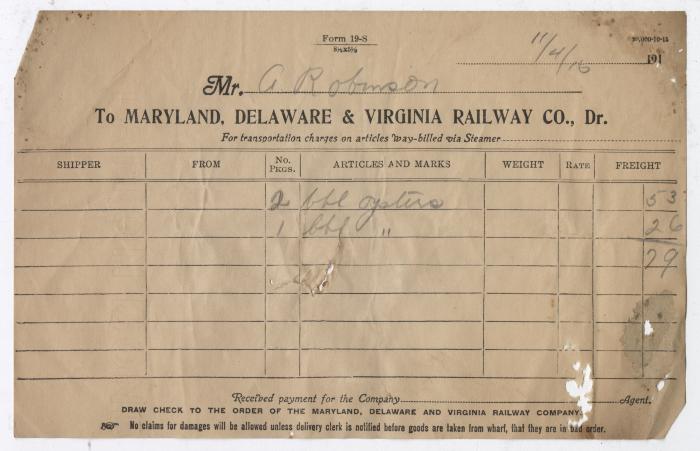 Form 19-S
8½x5½
11/4/16
191
Mr. A Robinson
To MARYLAND, DELAWARE & VIRGINIA RAILWAY CO., Dr.
For transportation charges on articles way-billed via Steamer
SHIPPER FROM No. PKGS. ARTICLES AND MARKS WEIGHT RATE FREIGHT
2 bbl oysters 53
1 bbl " 26
79
Received payment for the Company Agent.
DRAW CHECK TO THE ORDER OF THE MARYLAND, DELAWARE AND VIRGINIA RAILWAY COMPANY.
No claims for damages will be allowed unless delivery clerk is notified before goods are taken from wharf, that they are in bad order.